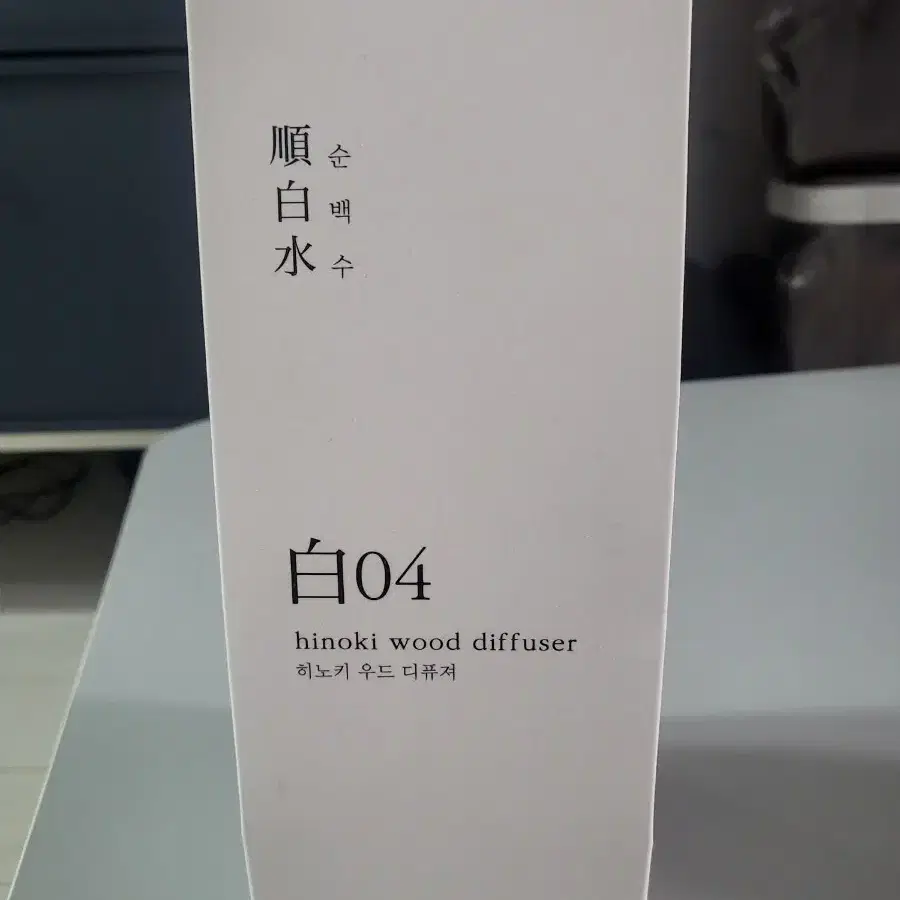 順 순
白 백
水 수
白04
hinoki wood diffuser
히노키 우드 디퓨져